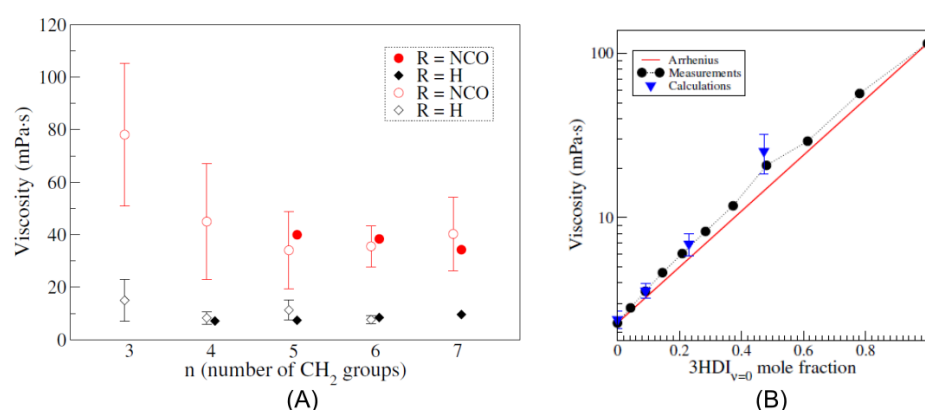 120
100
80
60
40
20
0
Viscosity (mPa·s)
R = NCO
R = H
R = NCO
R = H
3 4 5 6 7
n (number of CH2 groups)
(A)
100
10
Viscosity (mPa·s)
Arrhenius
Measurements
Calculations
0 0.2 0.4 0.6 0.8
3HDIν=0 mole fraction
(B)